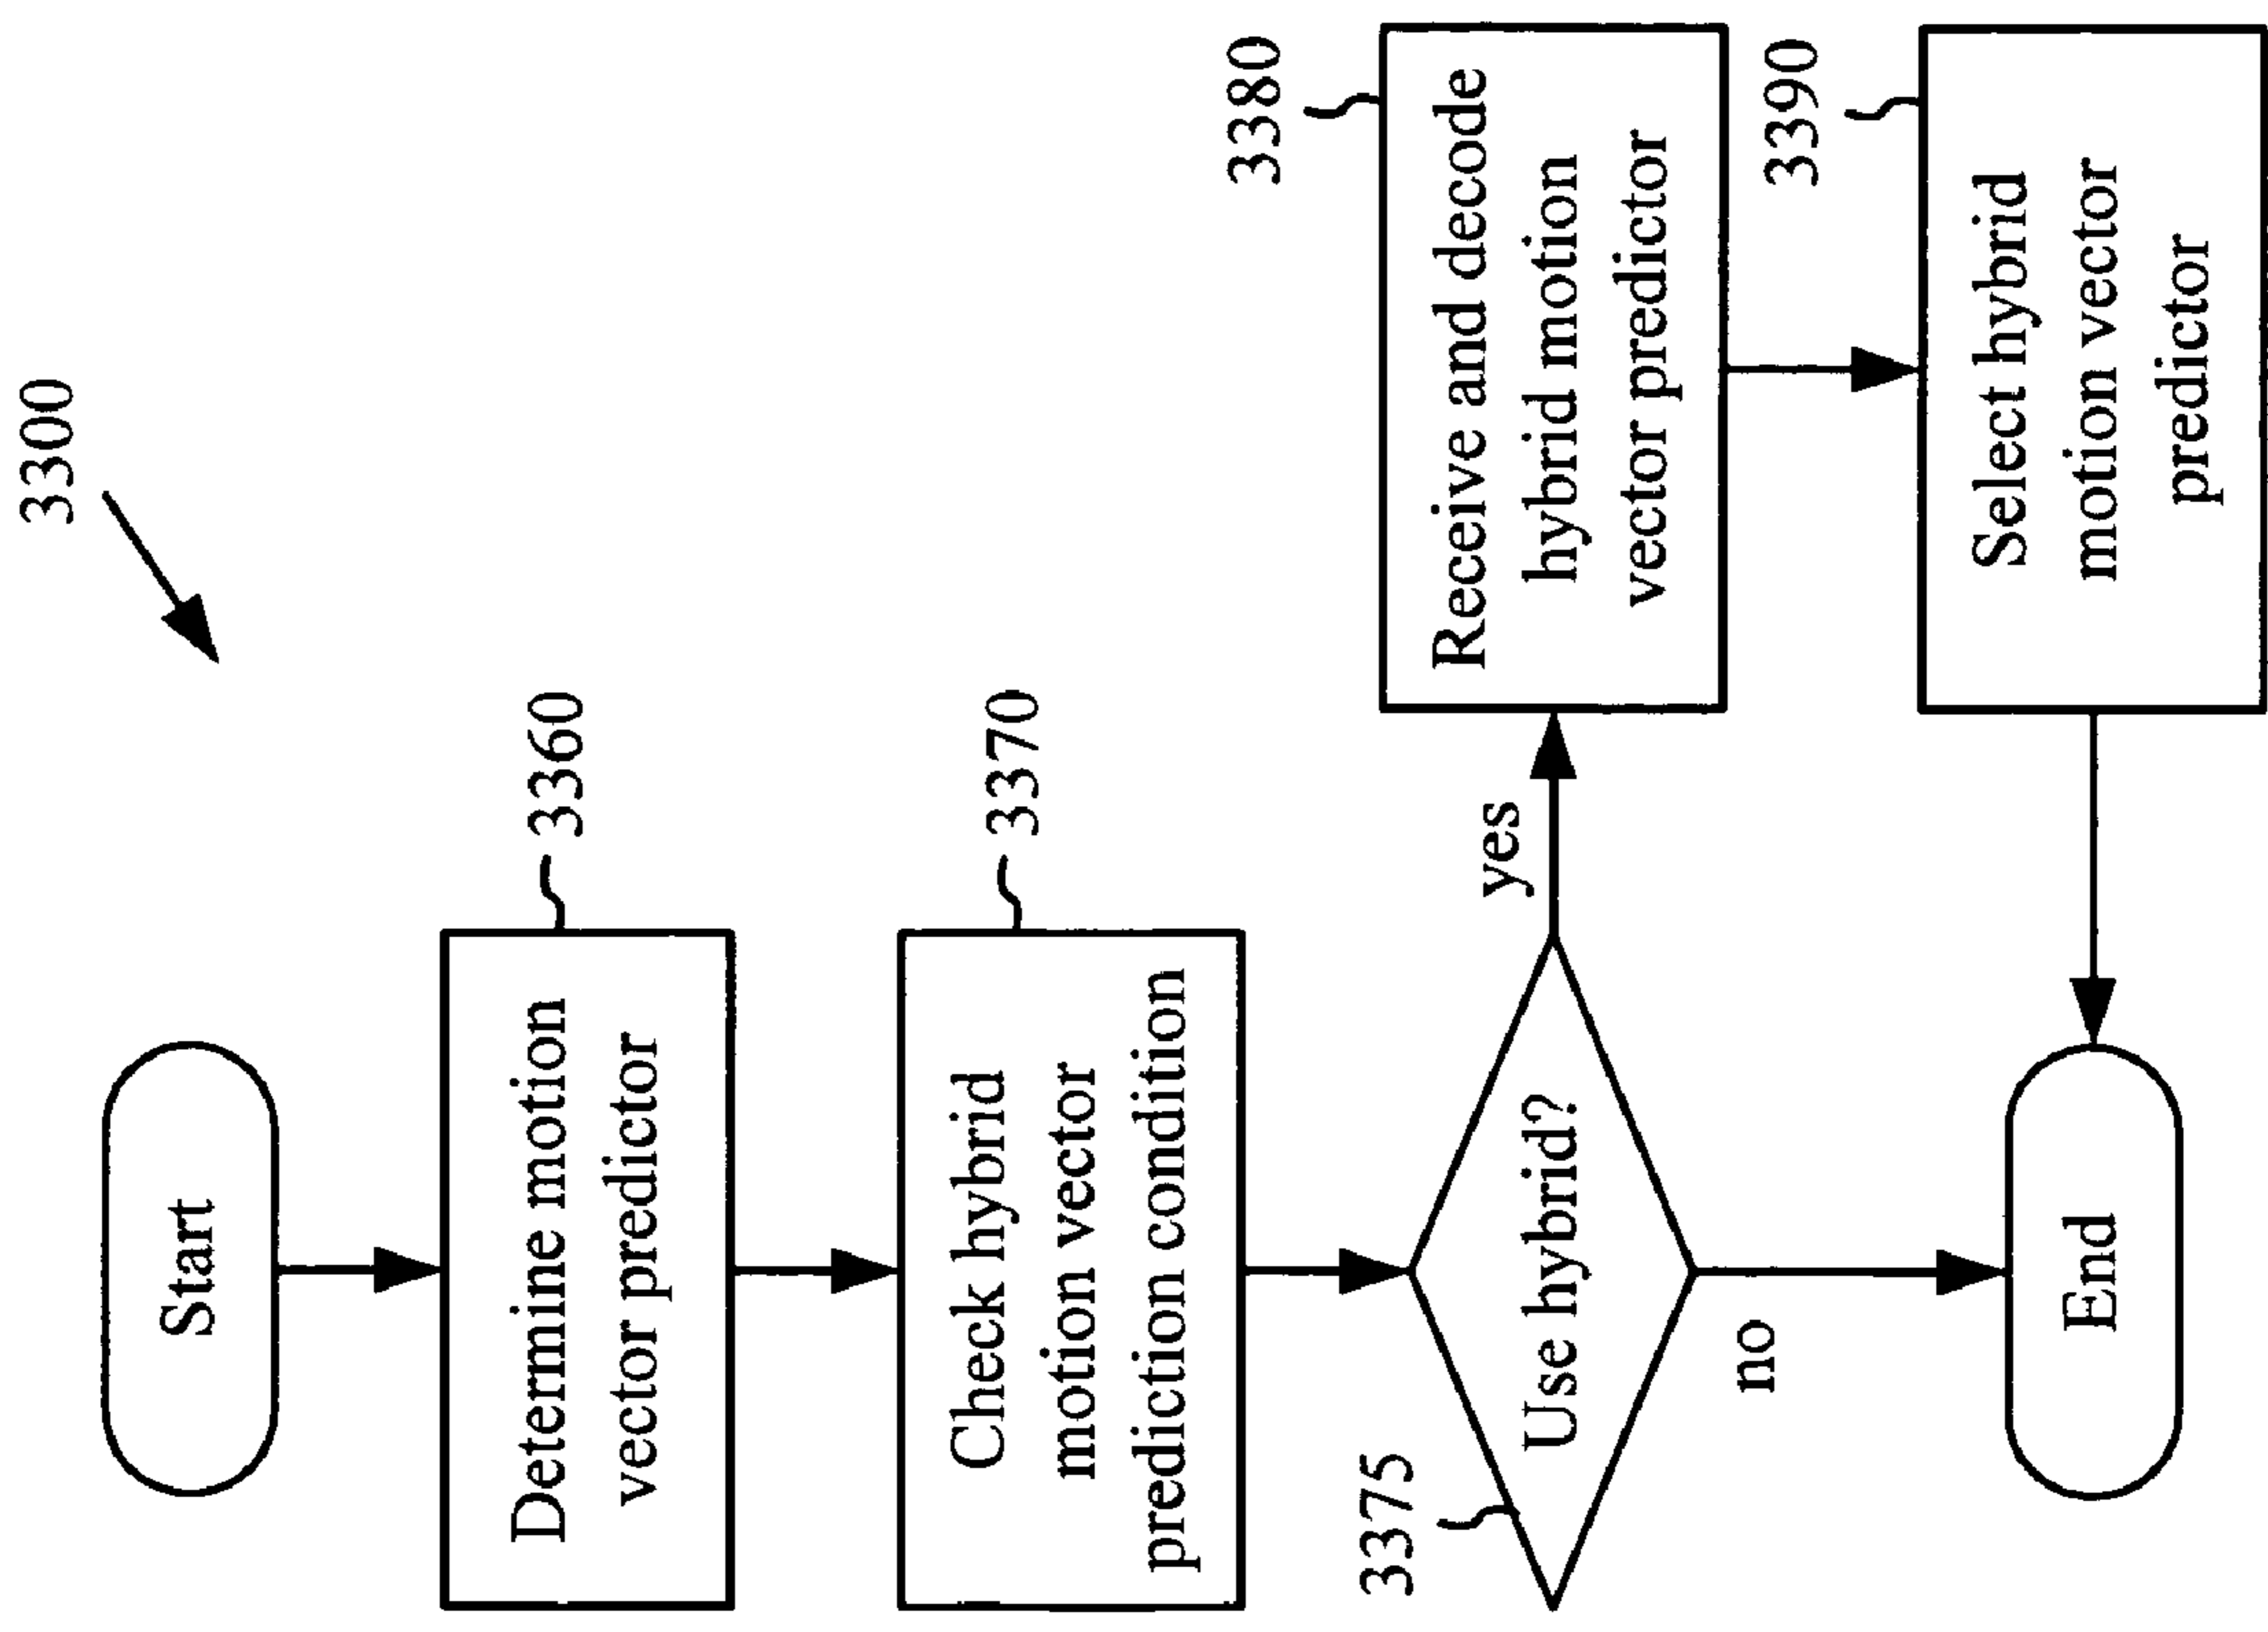 3300
Start
Determine motion
vector predictor
3360
Check hybrid
motion vector
prediction condition
3370
3375
Use hybrid?
yes
no
Receive and decode
hybrid motion
vector predictor
3380
Select hybrid
motion vector
predictor
3390
End